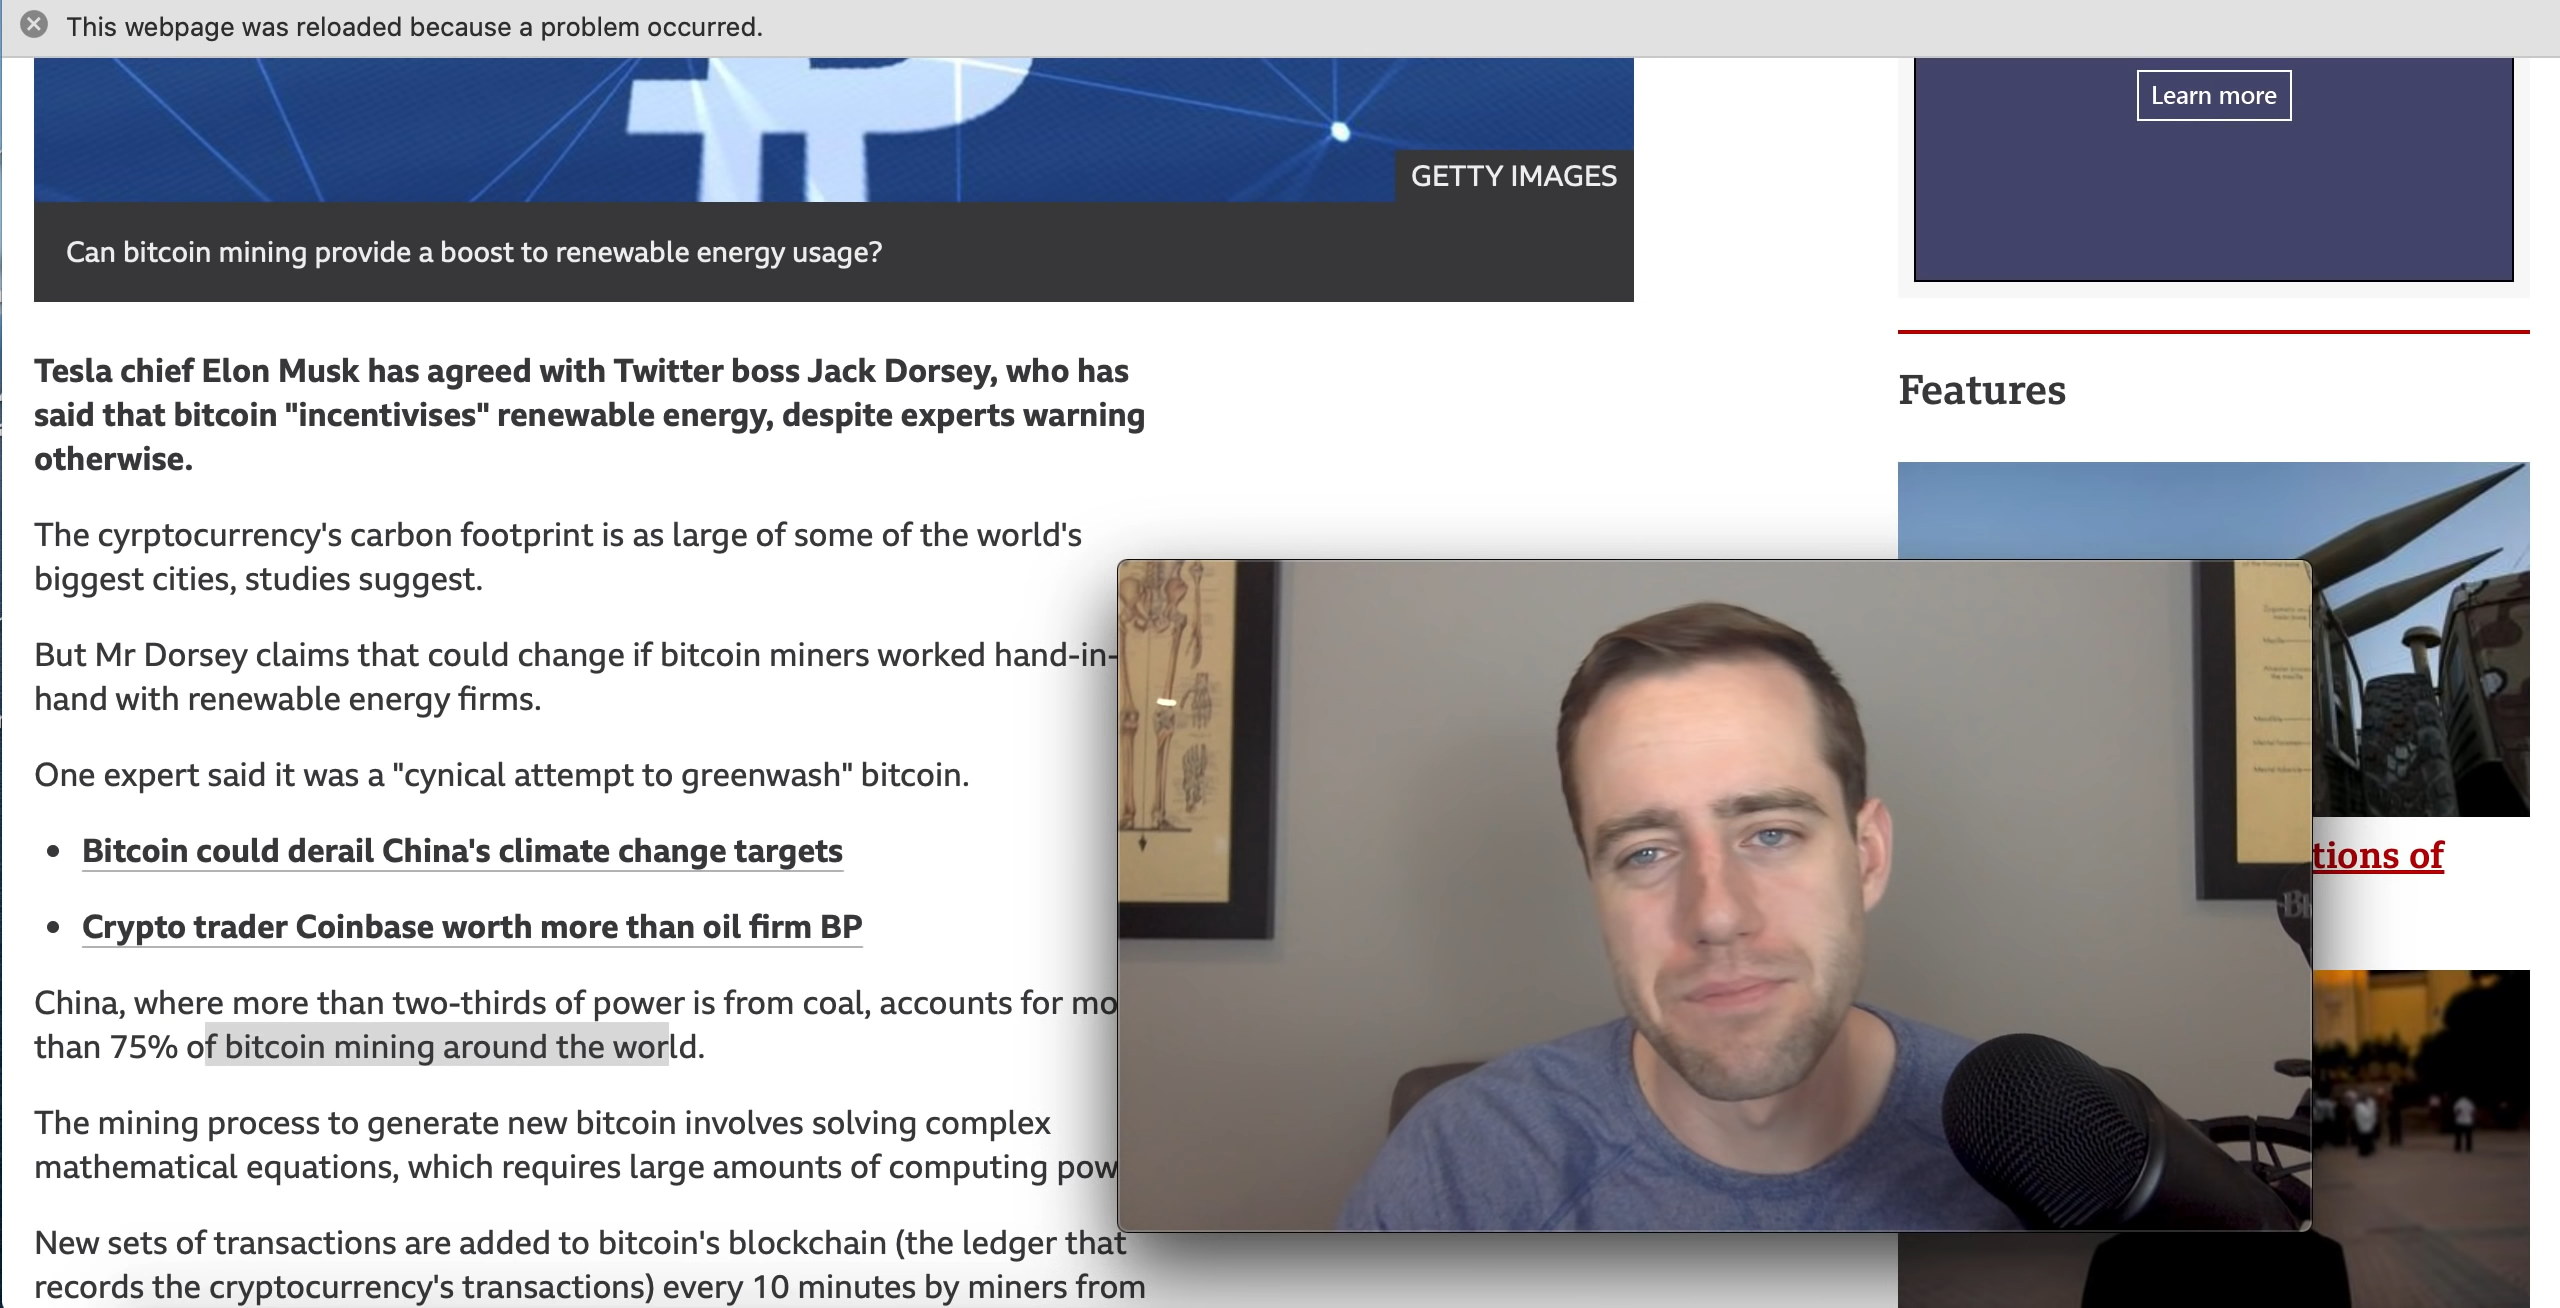 This webpage was reloaded because a problem occurred.
Learn more
GETTY IMAGES
Can bitcoin mining provide a boost to renewable energy usage?
Tesla chief Elon Musk has agreed with Twitter boss Jack Dorsey, who has
said that bitcoin "incentivises" renewable energy, despite experts warning
otherwise.
The cyrptocurrency's carbon footprint is as large of some of the world's
biggest cities, studies suggest.
But Mr Dorsey claims that could change if bitcoin miners worked hand-in-
hand with renewable energy firms.
One expert said it was a "cynical attempt to greenwash" bitcoin.
• Bitcoin could derail China's climate change targets
• Crypto trader Coinbase worth more than oil firm BP
China, where more than two-thirds of power is from coal, accounts for mo
than 75% of bitcoin mining around the world.
The mining process to generate new bitcoin involves solving complex
mathematical equations, which requires large amounts of computing pow
New sets of transactions are added to bitcoin's blockchain (the ledger that
records the cryptocurrency's transactions) every 10 minutes by miners from
Features
tions of